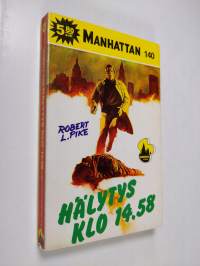 5
MANHATTAN 140
ROBERT
L. PIKE
HÄLYTYS
KLO 14.58